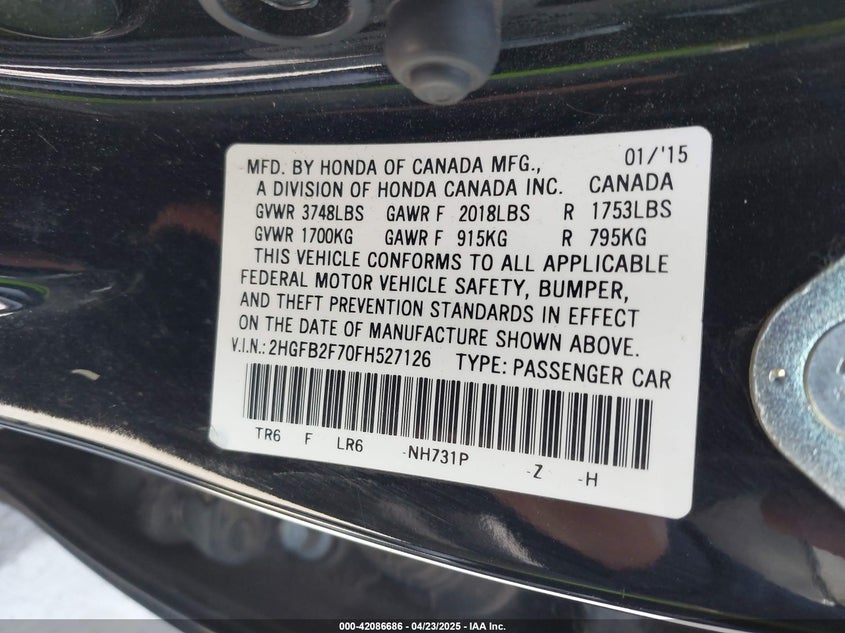 MFD. BY HONDA OF CANADA MFG., 01/'15
A DIVISION OF HONDA CANADA INC. CANADA
GVWR 3748LBS GAWR F 2018LBS R 1753LBS
GVWR 1700KG GAWR F 915KG R 795KG
THIS VEHICLE CONFORMS TO ALL APPLICABLE
FEDERAL MOTOR VEHICLE SAFETY, BUMPER,
AND THEFT PREVENTION STANDARDS IN EFFECT
ON THE DATE OF MANUFACTURE SHOWN ABOVE.
V.I.N.: 2HGFB2F70FH527126 TYPE: PASSENGER CAR
TR6 F LR6 -NH731P -Z -H
000-42086686 - 04/23/2025 - IAA Inc.